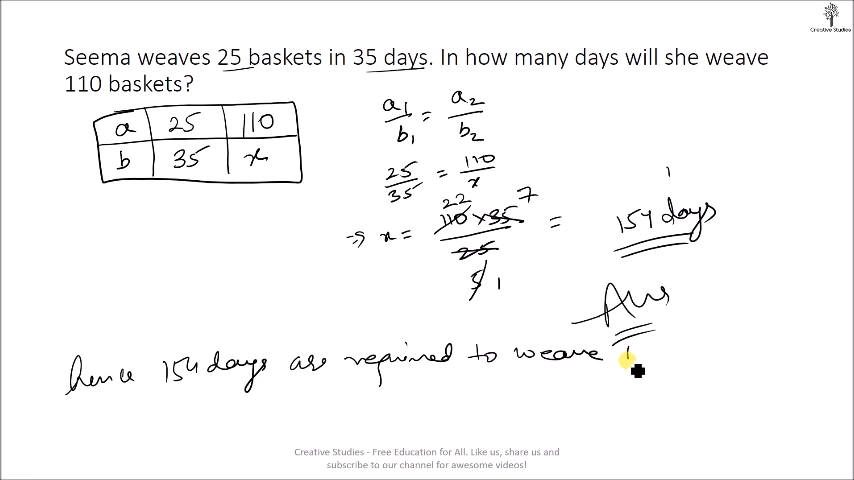 Creative Studies
Seema weaves 25 baskets in 35 days. In how many days will she weave
110 baskets?
a 25 110
b 35 x
a1/b1 = a2/b2
25/35 = 110/x
22 7
⇒ x = 110 x 35 / 25 = 154 days
5 1
Ans
hence 154 days are required to weave 1
Creative Studies - Free Education for All. Like us, share us and
subscribe to our channel for awesome videos!